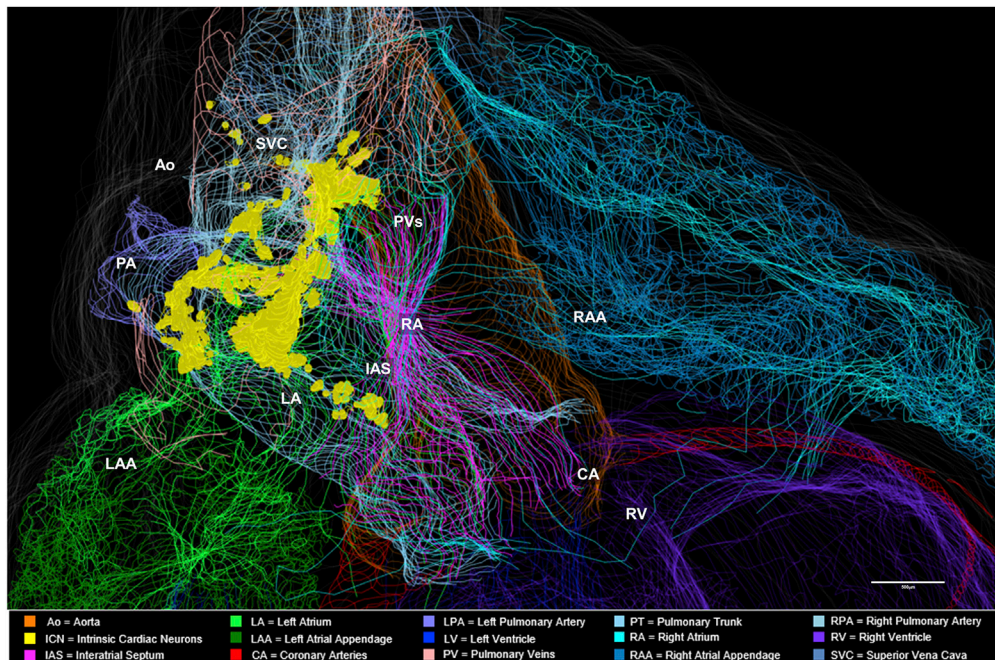 SVC
Ao
PVs
PA
RAA
RA
IAS
LA
LAA
CA
RV
500µm
Ao = Aorta
LA = Left Atrium
LPA = Left Pulmonary Artery
PT = Pulmonary Trunk
RPA = Right Pulmonary Artery
ICN = Intrinsic Cardiac Neurons
LAA = Left Atrial Appendage
LV = Left Ventricle
RA = Right Atrium
RV = Right Ventricle
IAS = Interatrial Septum
CA = Coronary Arteries
PV = Pulmonary Veins
RAA = Right Atrial Appendage
SVC = Superior Vena Cava